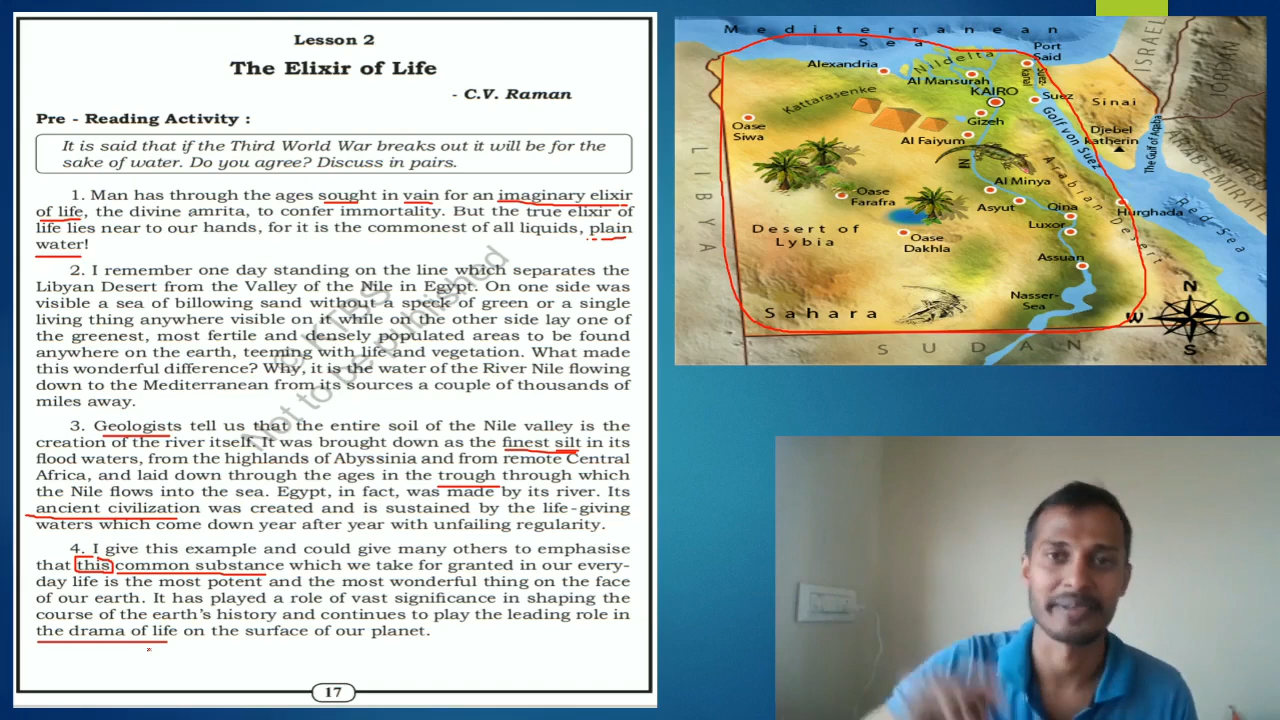 Lesson 2
The Elixir of Life
- C.V. Raman
Pre - Reading Activity :
It is said that if the Third World War breaks out it will be for the
sake of water. Do you agree? Discuss in pairs.
1. Man has through the ages sought in vain for an imaginary elixir
of life, the divine amrita, to confer immortality. But the true elixir of
life lies near to our hands, for it is the commonest of all liquids, plain
water!
2. I remember one day standing on the line which separates the
Libyan Desert from the Valley of the Nile in Egypt. On one side was
visible a sea of billowing sand without a speck of green or a single
living thing anywhere visible on it while on the other side lay one of
the greenest, most fertile and densely populated areas to be found
anywhere on the earth, teeming with life and vegetation. What made
this wonderful difference? Why, it is the water of the River Nile flowing
down to the Mediterranean from its sources a couple of thousands of
miles away.
3. Geologists tell us that the entire soil of the Nile valley is the
creation of the river itself. It was brought down as the finest silt in its
flood waters, from the highlands of Abyssinia and from remote Central
Africa, and laid down through the ages in the trough through which
the Nile flows into the sea. Egypt, in fact, was made by its river. Its
ancient civilization was created and is sustained by the life-giving
waters which come down year after year with unfailing regularity.
4. I give this example and could give many others to emphasise
that this common substance which we take for granted in our every-
day life is the most potent and the most wonderful thing on the face
of our earth. It has played a role of vast significance in shaping the
course of the earth's history and continues to play the leading role in
the drama of life on the surface of our planet.
17
© KTBS
Not to be published
Mediterranean
Sea
Port
Said
Alexandria
Nildelta
Al Mansurah
Suez
kanal
KAIRO
Suez
Sinai
ISRAEL
JORDAN
Kattarasenke
Gizeh
Oase
Siwa
Al Faiyum
Golf von Suez
Djebel
katherin
The Gulf of Aqaba
LIBYA
Al Minya
Arabian Desert
Oase
Farafra
Asyut
Qina
Hurghada
Red Sea
Luxor
Desert of
Lybia
Oase
Dakhla
Assuan
Nasser-
Sea
Sahara
N
W
O
S
SUDAN